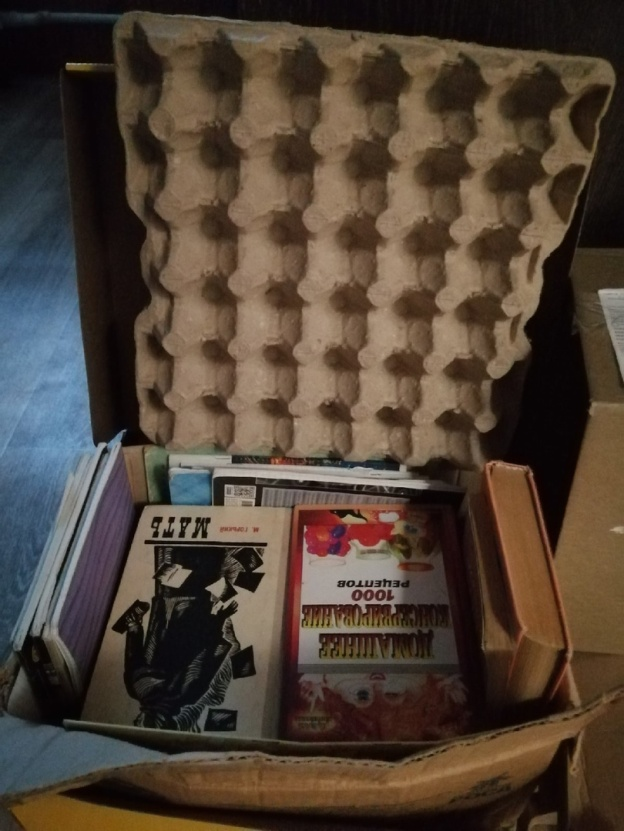 М. ГОРЬКИЙ
МАТЬ
ДОМАШНЕЕ
КОНСЕРВИРОВАНИЕ
1000
РЕЦЕПТОВ